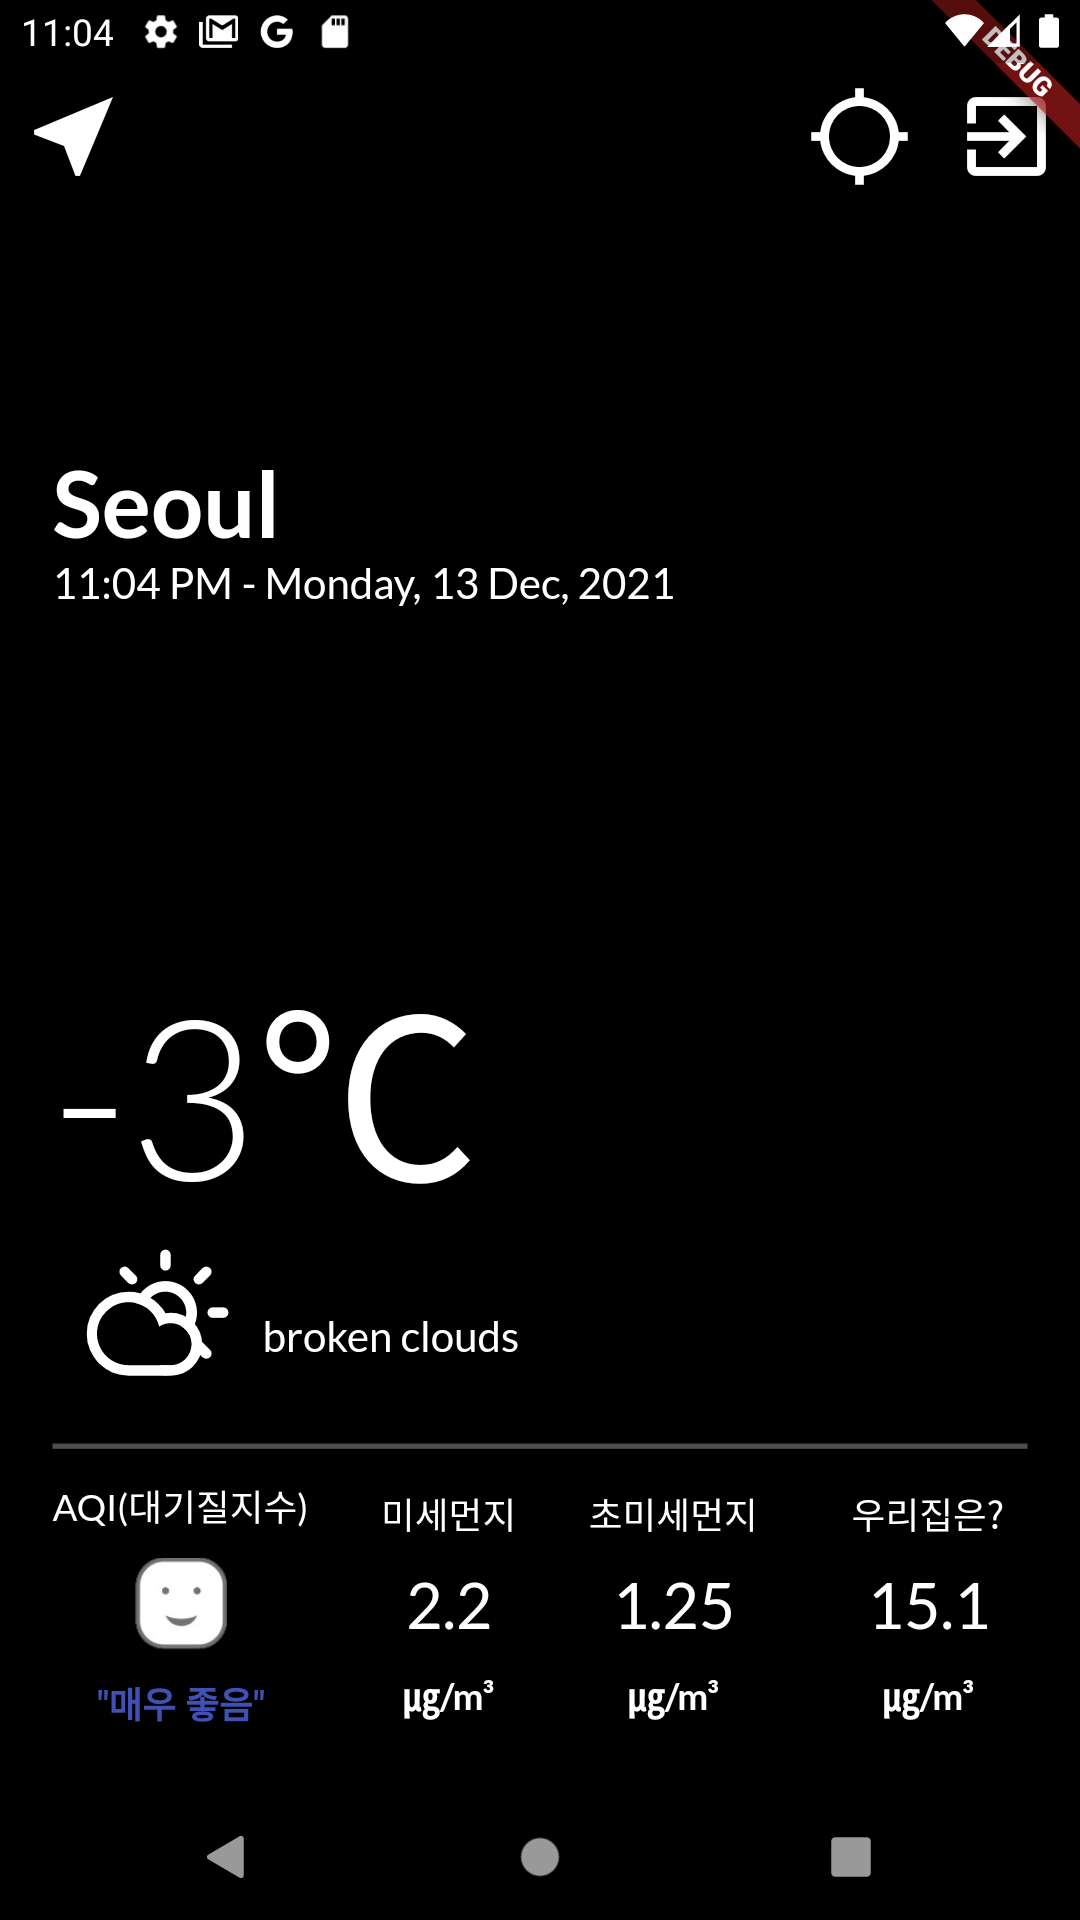 11:04
DEBUG
Seoul
11:04 PM - Monday, 13 Dec, 2021
-3°C
broken clouds
AQI(대기질지수) 미세먼지 초미세먼지 우리집은?
2.2 1.25 15.1
"매우 좋음" μg/m³ μg/m³ μg/m³